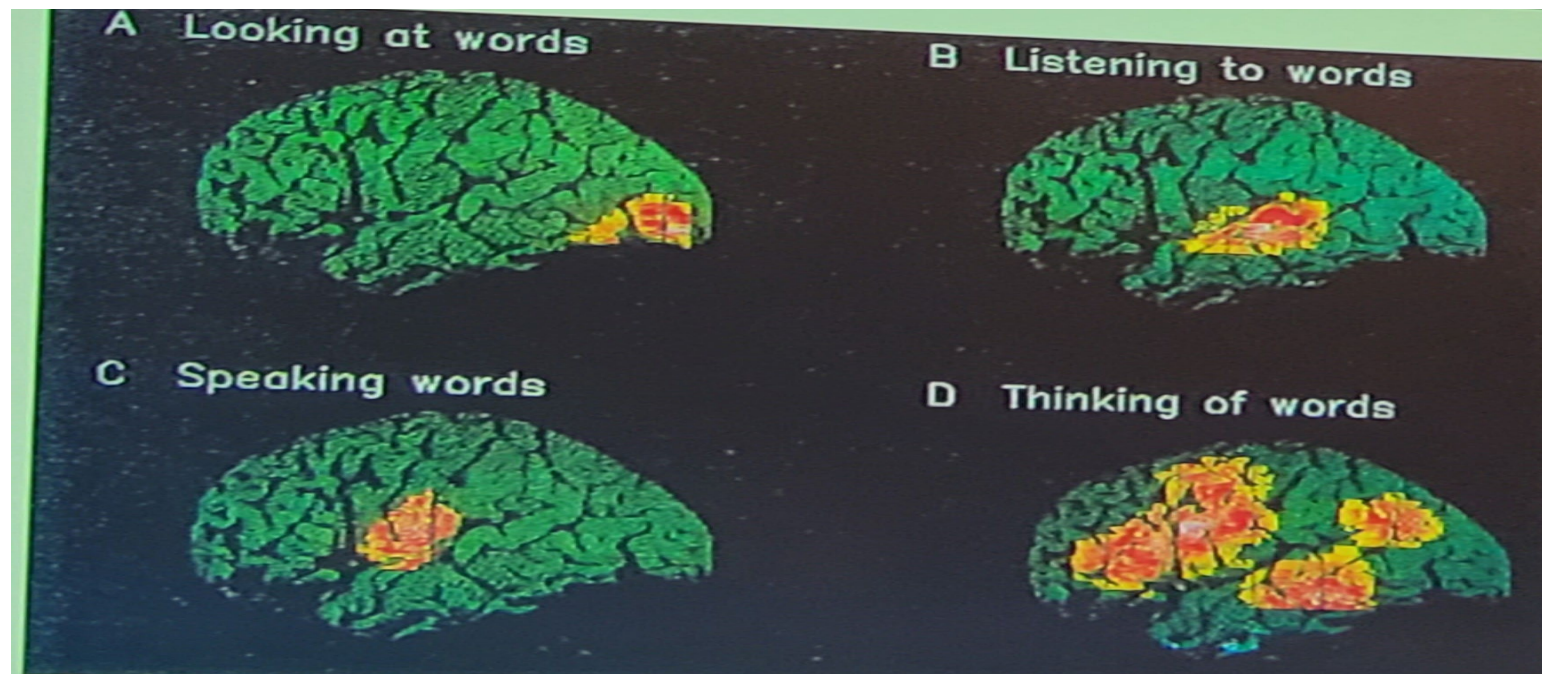 A Looking at words
B Listening to words
C Speaking words
D Thinking of words